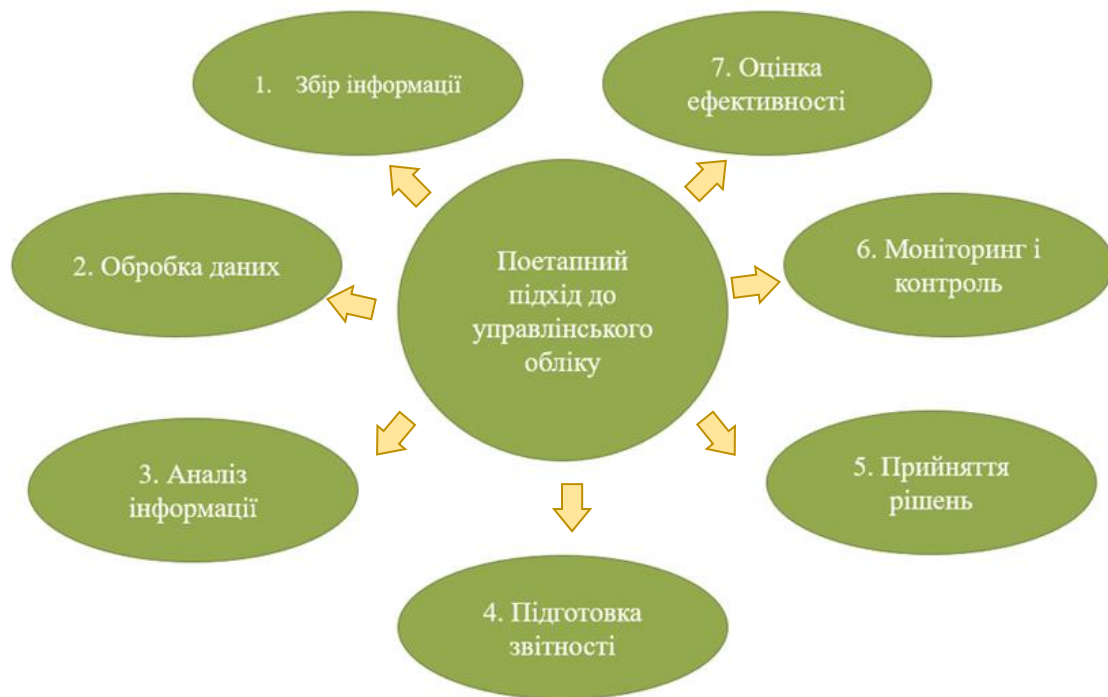 1. Збір інформації
7. Оцінка
ефективності
2. Обробка даних
Поетапний
підхід до
управлінського
обліку
6. Моніторинг і
контроль
3. Аналіз
інформації
5. Прийняття
рішень
4. Підготовка
звітності